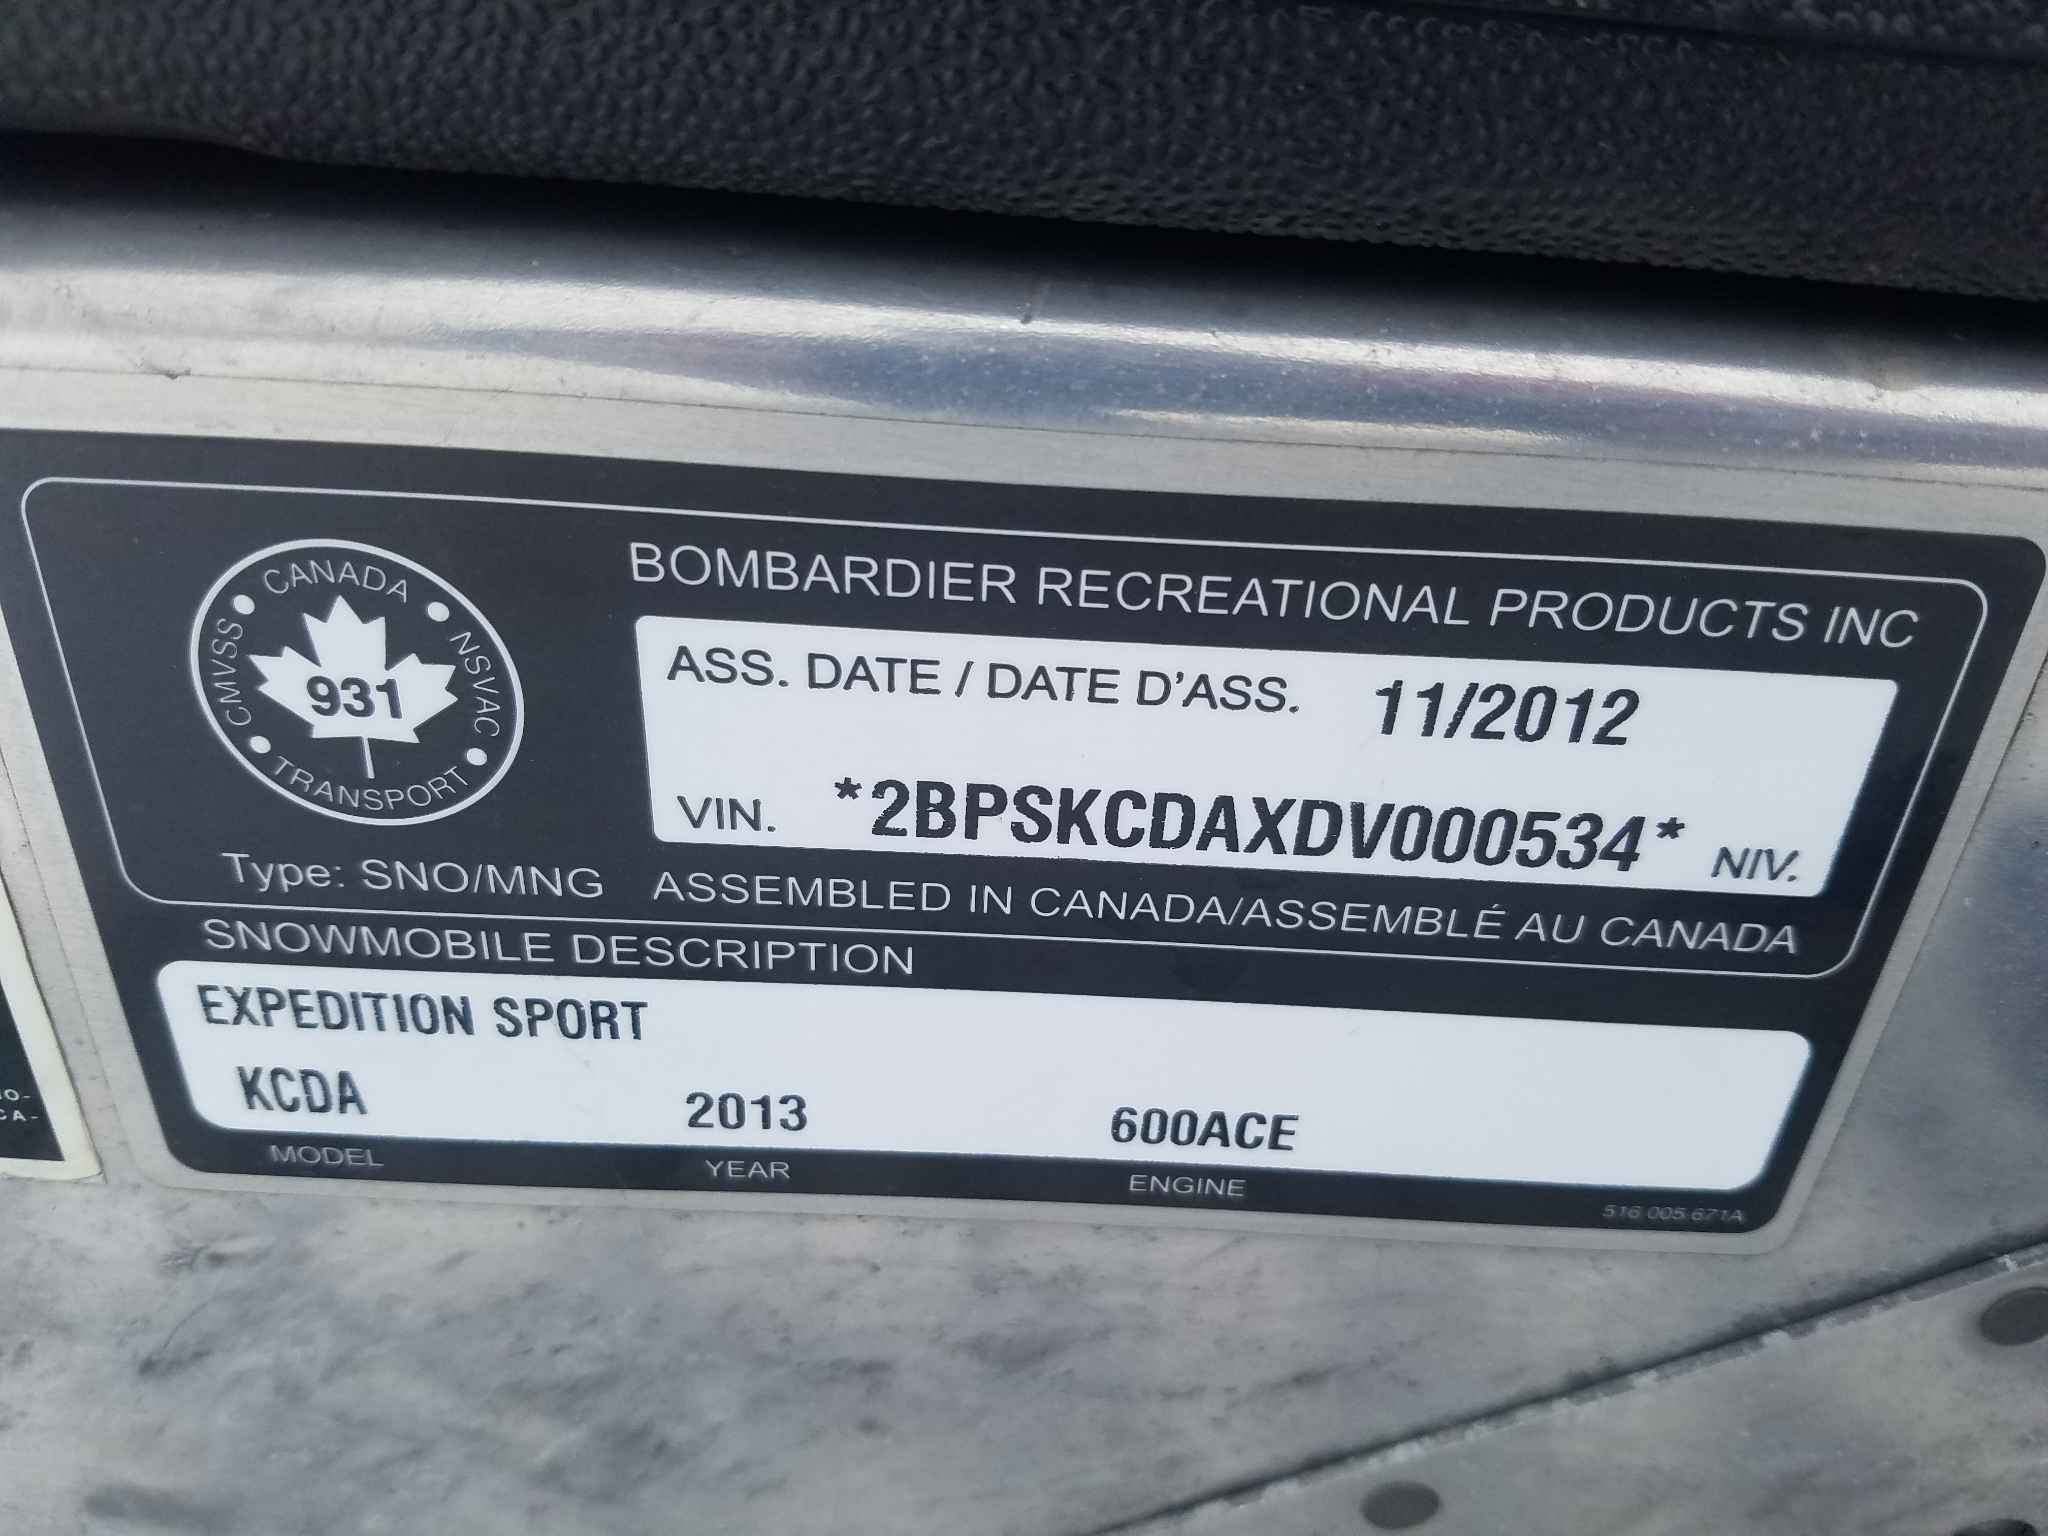 CANADA
CMVSS
NSVAC
931
TRANSPORT
BOMBARDIER RECREATIONAL PRODUCTS INC
ASS. DATE / DATE D'ASS. 11/2012
VIN. *2BPSKCDAXDV000534* NIV.
Type: SNO/MNG ASSEMBLED IN CANADA/ASSEMBLÉ AU CANADA
SNOWMOBILE DESCRIPTION
EXPEDITION SPORT
KCDA 2013 600ACE
MODEL YEAR ENGINE
516 005 671A